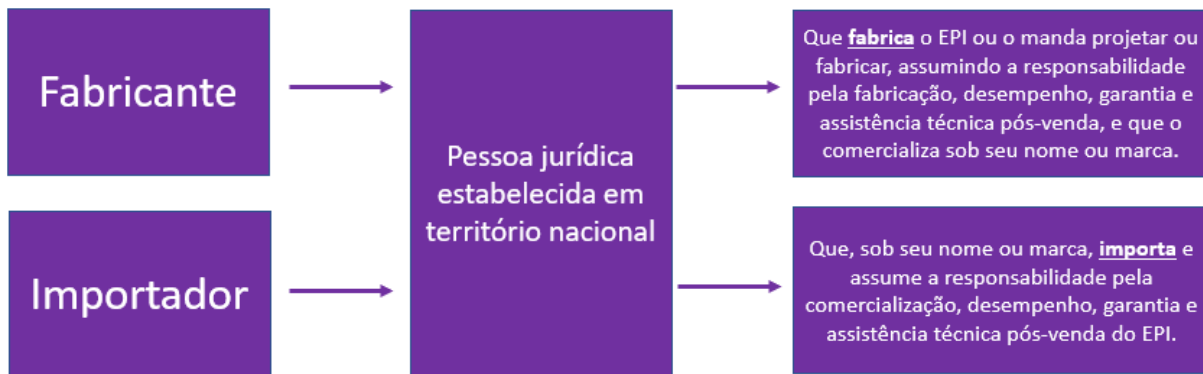 Fabricante
Pessoa jurídica
estabelecida em
território nacional
Que fabrica o EPI ou o manda projetar ou
fabricar, assumindo a responsabilidade
pela fabricação, desempenho, garantia e
assistência técnica pós-venda, e que o
comercializa sob seu nome ou marca.
Importador
Que, sob seu nome ou marca, importa e
assume a responsabilidade pela
comercialização, desempenho, garantia e
assistência técnica pós-venda do EPI.